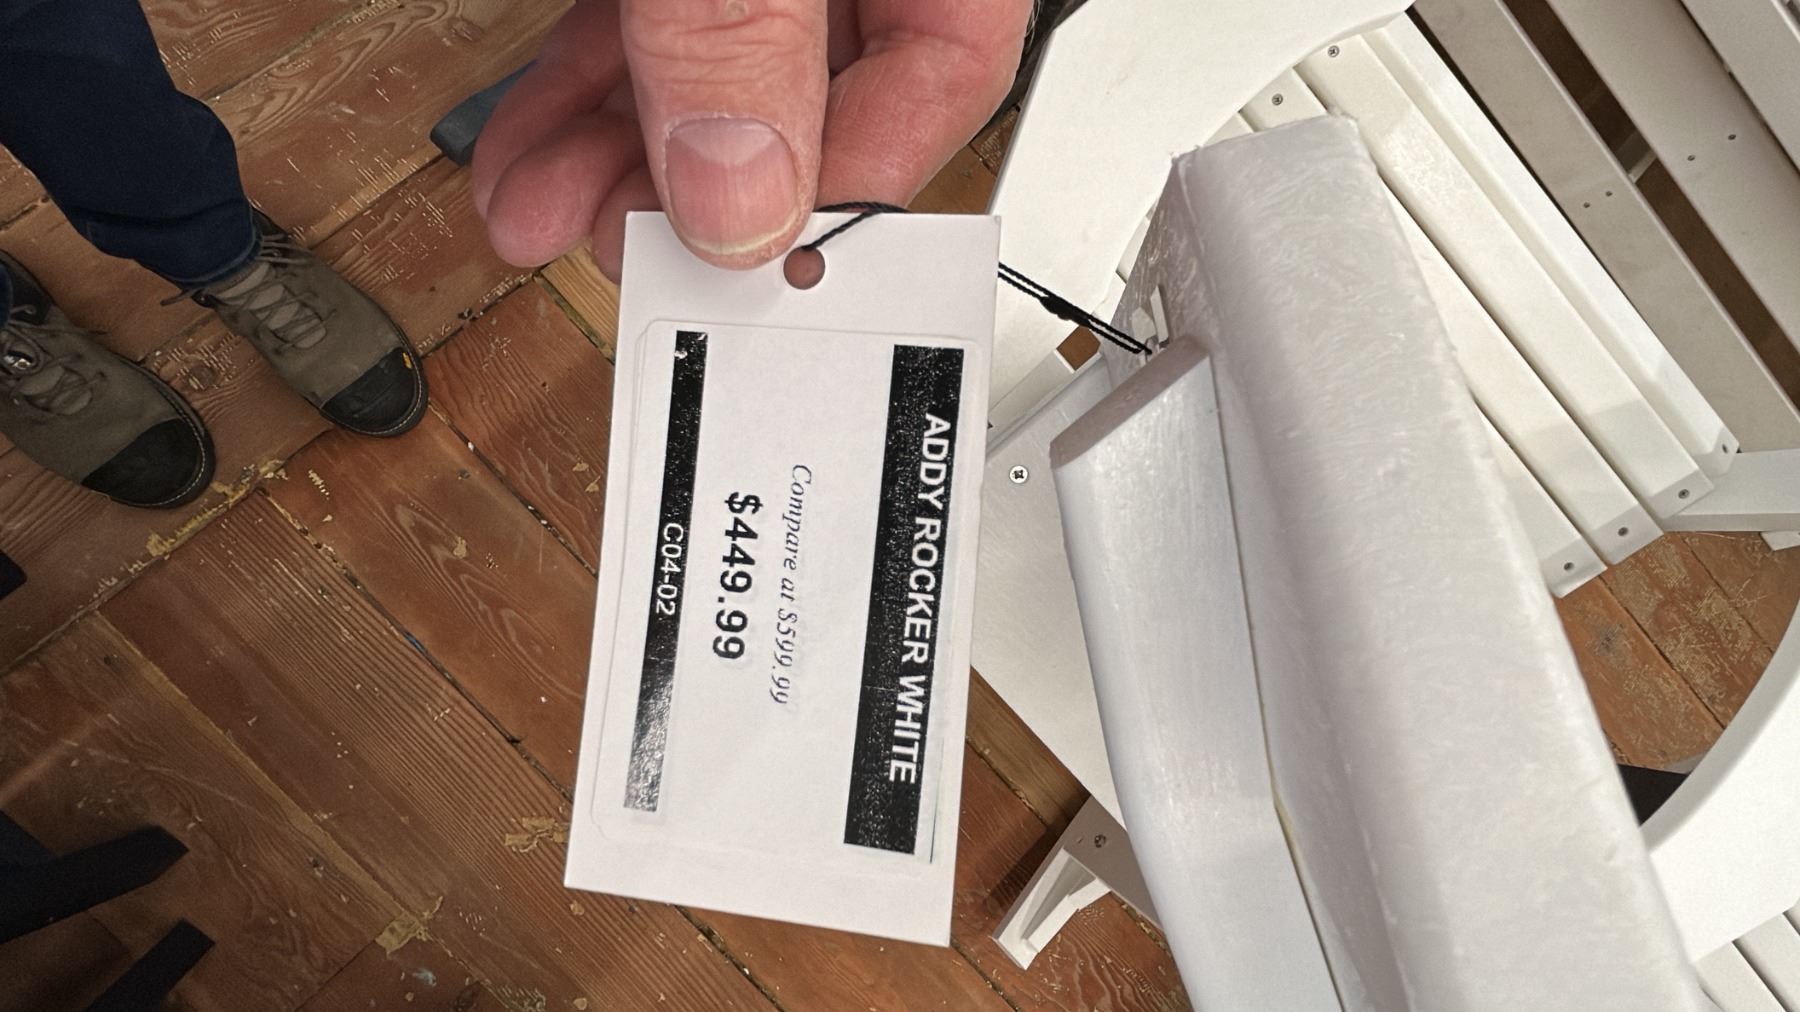 ADDY ROCKER WHITE
Compare at $599.99
$449.99
C04-02